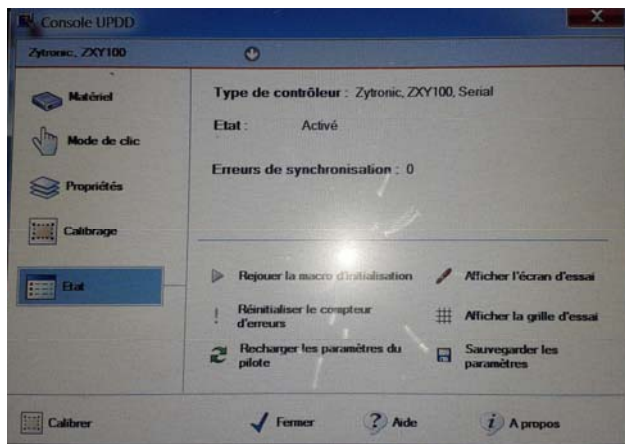 Console UPDD
Zytronic, ZXY100
Matériel
Mode de clic
Propriétés
Calibrage
Etat
Type de contrôleur : Zytronic, ZXY100, Serial
Etat : Activé
Erreurs de synchronisation : 0
Rejouer la macro d'initialisation
Afficher l'écran d'essai
Réinitialiser le compteur
d'erreurs
Afficher la grille d'essai
Recharger les paramètres du
pilote
Sauvegarder les
paramètres
Calibrer
Fermer
Aide
A propos